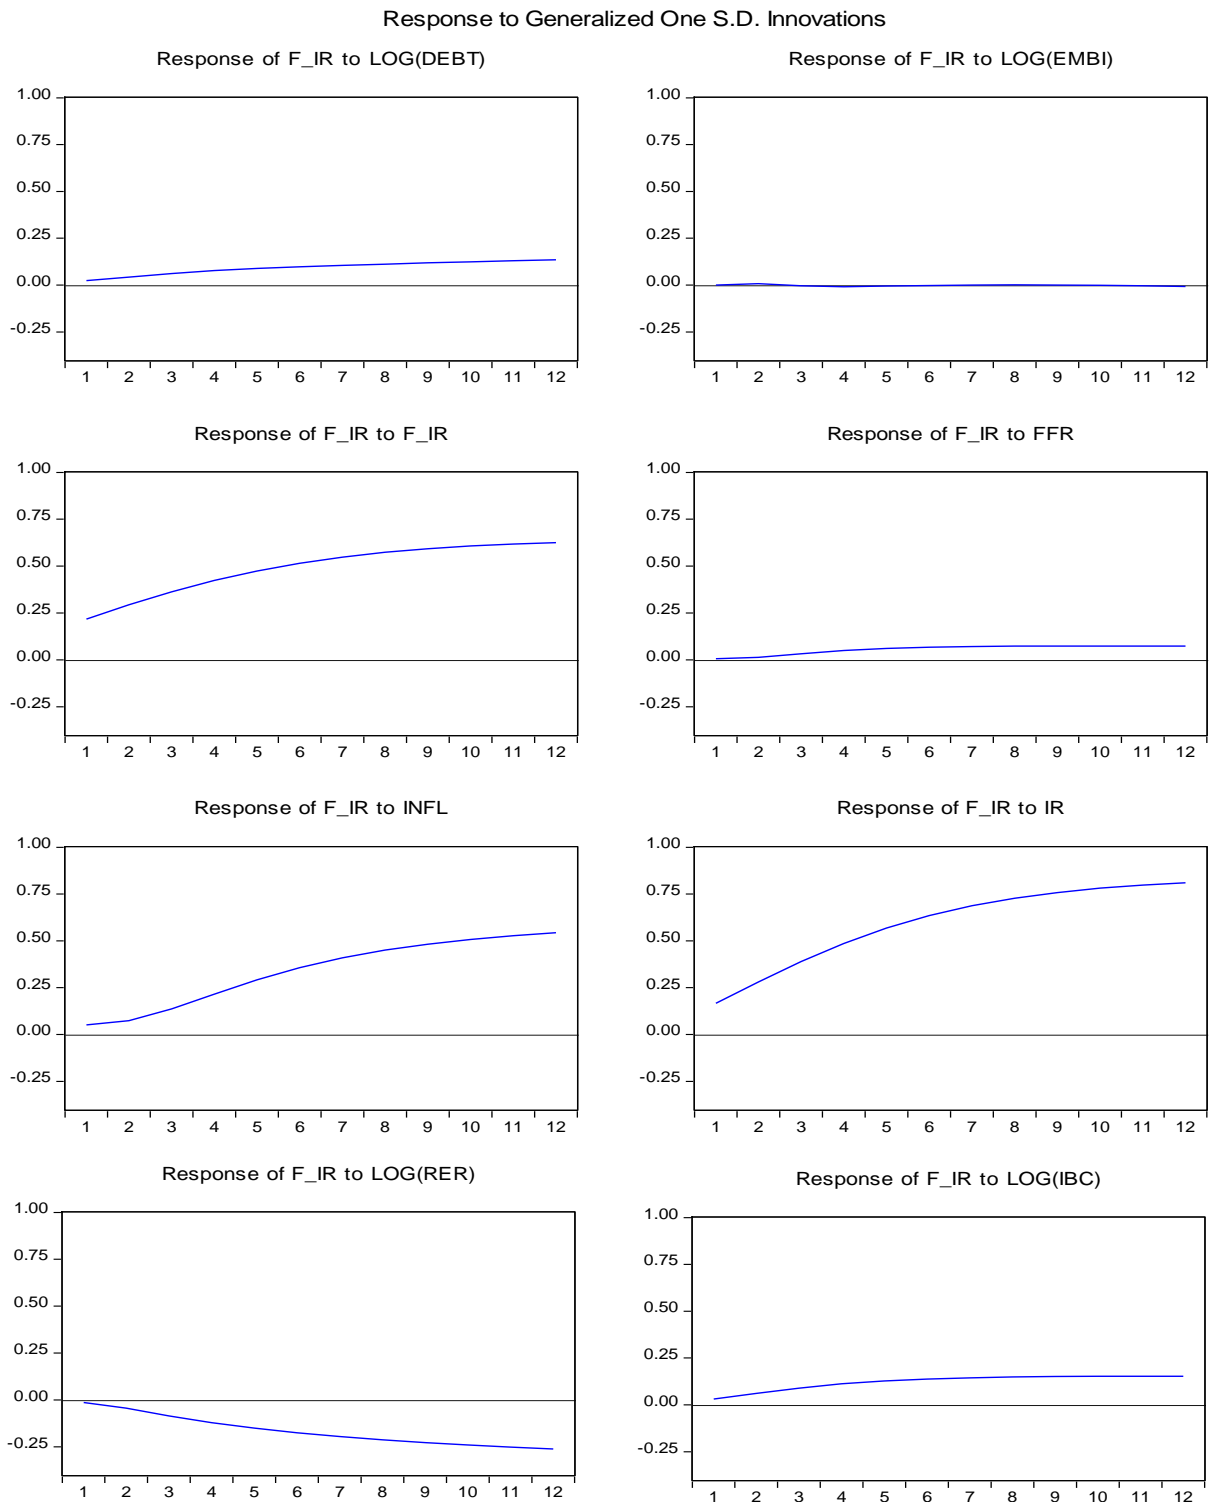 Response to Generalized One S.D. Innovations
Response of F_IR to LOG(DEBT)
1.00
0.75
0.50
0.25
0.00
-0.25
1 2 3 4 5 6 7 8 9 10 11 12
Response of F_IR to LOG(EMBI)
1.00
0.75
0.50
0.25
0.00
-0.25
1 2 3 4 5 6 7 8 9 10 11 12
Response of F_IR to F_IR
1.00
0.75
0.50
0.25
0.00
-0.25
1 2 3 4 5 6 7 8 9 10 11 12
Response of F_IR to FFR
1.00
0.75
0.50
0.25
0.00
-0.25
1 2 3 4 5 6 7 8 9 10 11 12
Response of F_IR to INFL
1.00
0.75
0.50
0.25
0.00
-0.25
1 2 3 4 5 6 7 8 9 10 11 12
Response of F_IR to IR
1.00
0.75
0.50
0.25
0.00
-0.25
1 2 3 4 5 6 7 8 9 10 11 12
Response of F_IR to LOG(RER)
1.00
0.75
0.50
0.25
0.00
-0.25
1 2 3 4 5 6 7 8 9 10 11 12
Response of F_IR to LOG(IBC)
1.00
0.75
0.50
0.25
0.00
-0.25
1 2 3 4 5 6 7 8 9 10 11 12